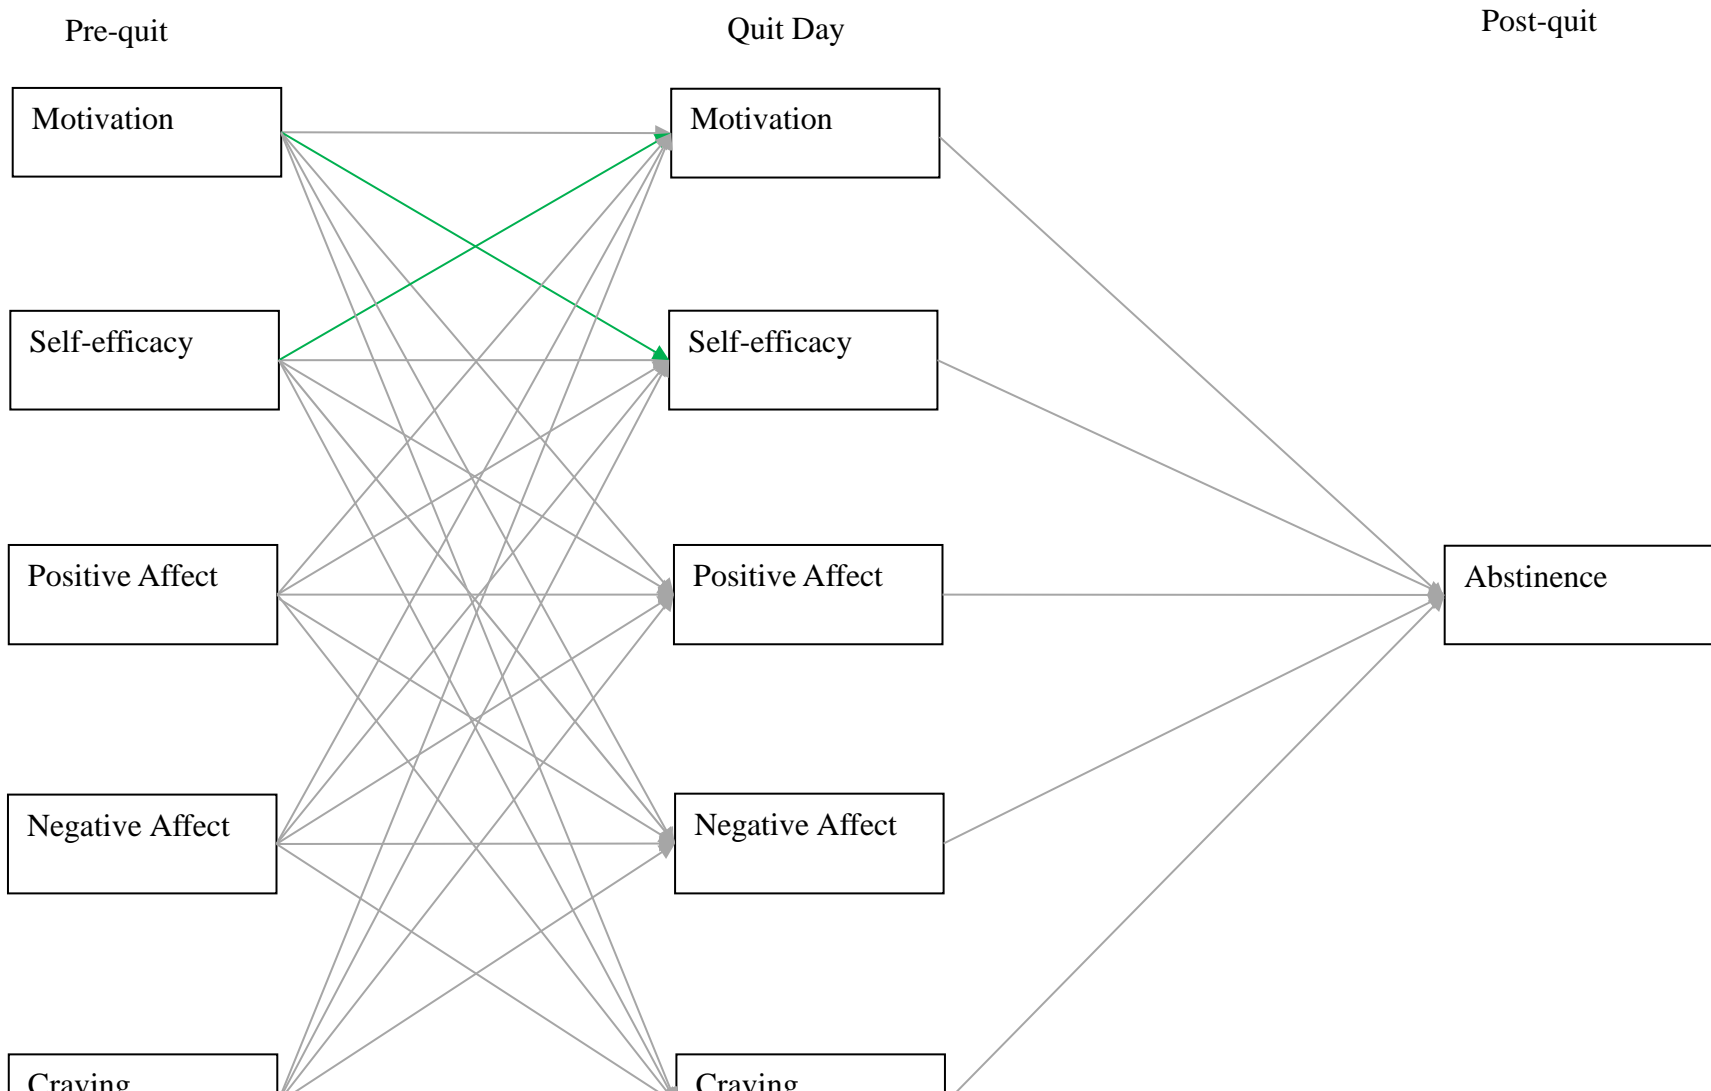 Pre-quit
Quit Day
Post-quit
Motivation
Motivation
Self-efficacy
Self-efficacy
Positive Affect
Positive Affect
Abstinence
Negative Affect
Negative Affect
Craving
Craving